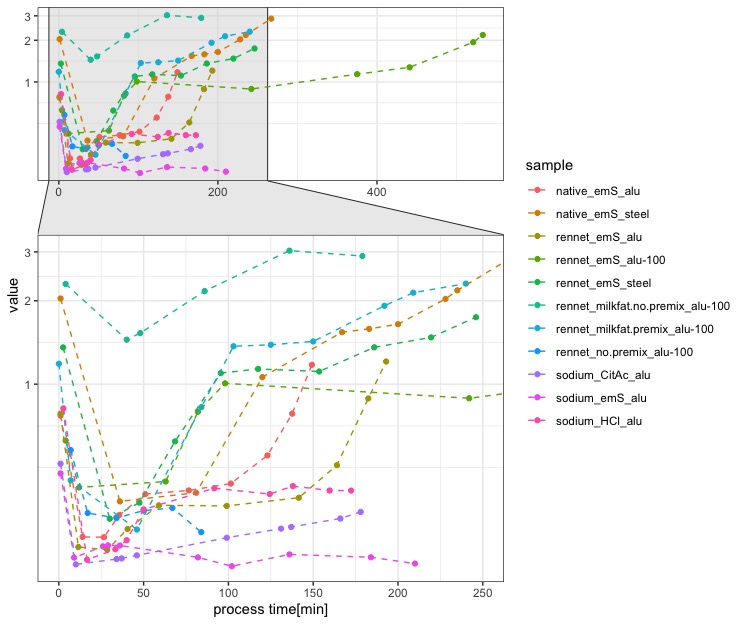 3
2
1
0
200
400
value
3
2
1
0
50
100
150
200
250
process time[min]
sample
native_emS_alu
native_emS_steel
rennet_emS_alu
rennet_emS_alu-100
rennet_emS_steel
rennet_milkfat.no.premix_alu-100
rennet_milkfat.premix_alu-100
rennet_no.premix_alu-100
sodium_CitAc_alu
sodium_emS_alu
sodium_HCl_alu